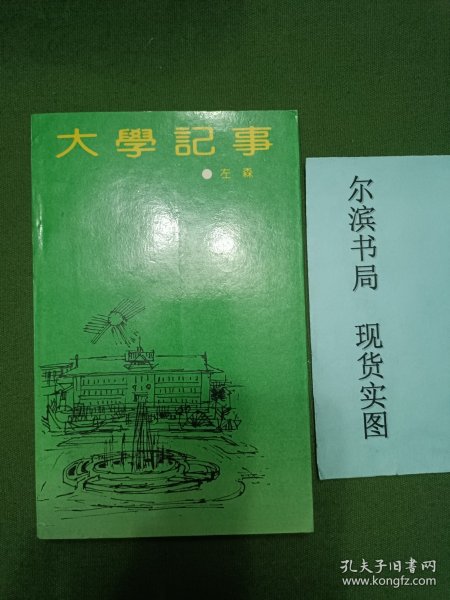 大學記事
左森
尔滨书局 现货实图
孔夫子旧书网
www.kongfz.com